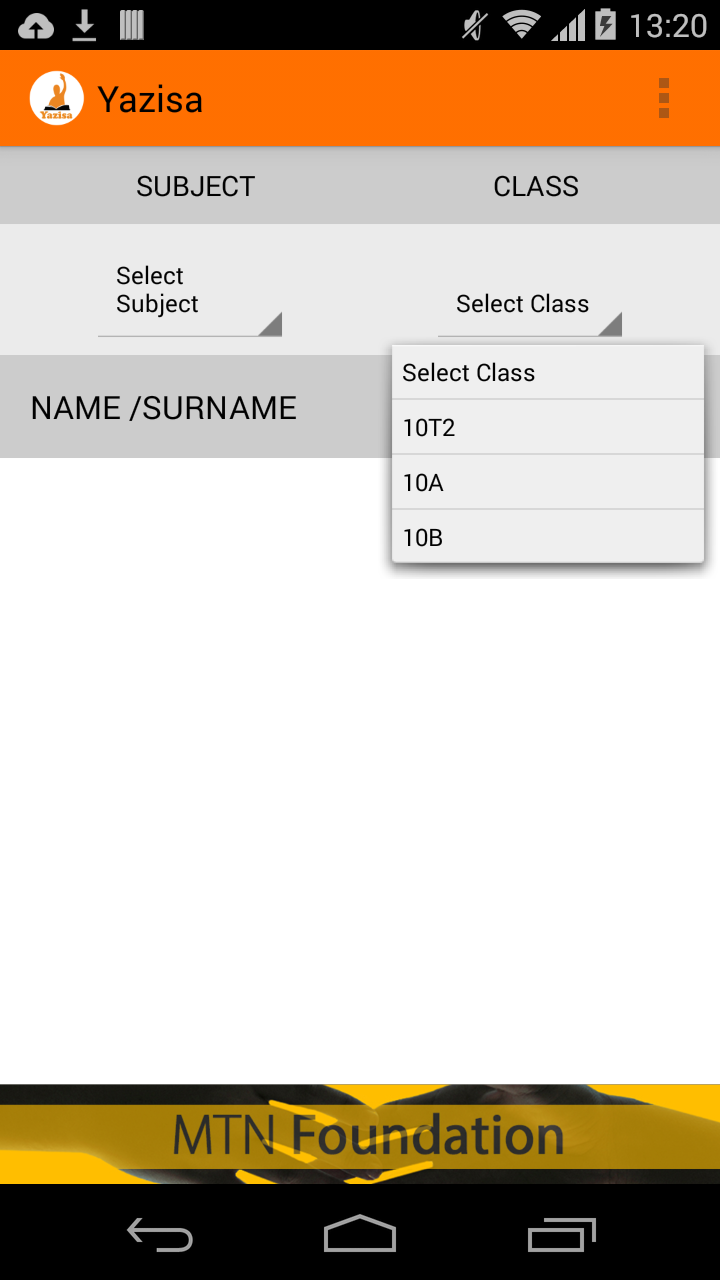 13:20
Yazisa
Yazisa
SUBJECT
CLASS
Select
Subject
Select Class
NAME /SURNAME
Select Class
10T2
10A
10B
MTN Foundation